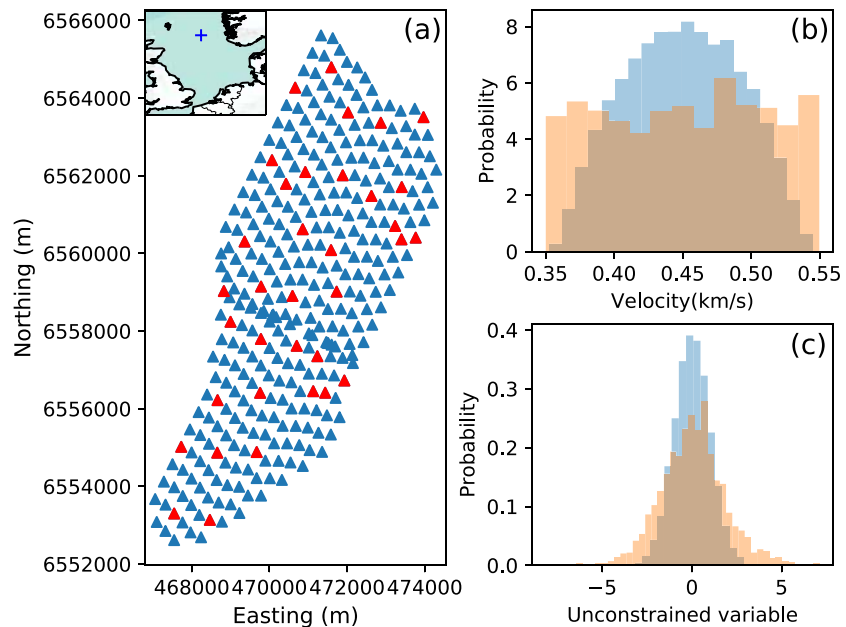 (a)
6566000
6564000
6562000
6560000
6558000
6556000
6554000
6552000
Northing (m)
468000 470000 472000 474000
Easting (m)
(b)
8
6
4
2
0
Probability
0.35 0.40 0.45 0.50 0.55
Velocity(km/s)
(c)
0.4
0.3
0.2
0.1
0.0
Probability
−5 0 5
Unconstrained variable